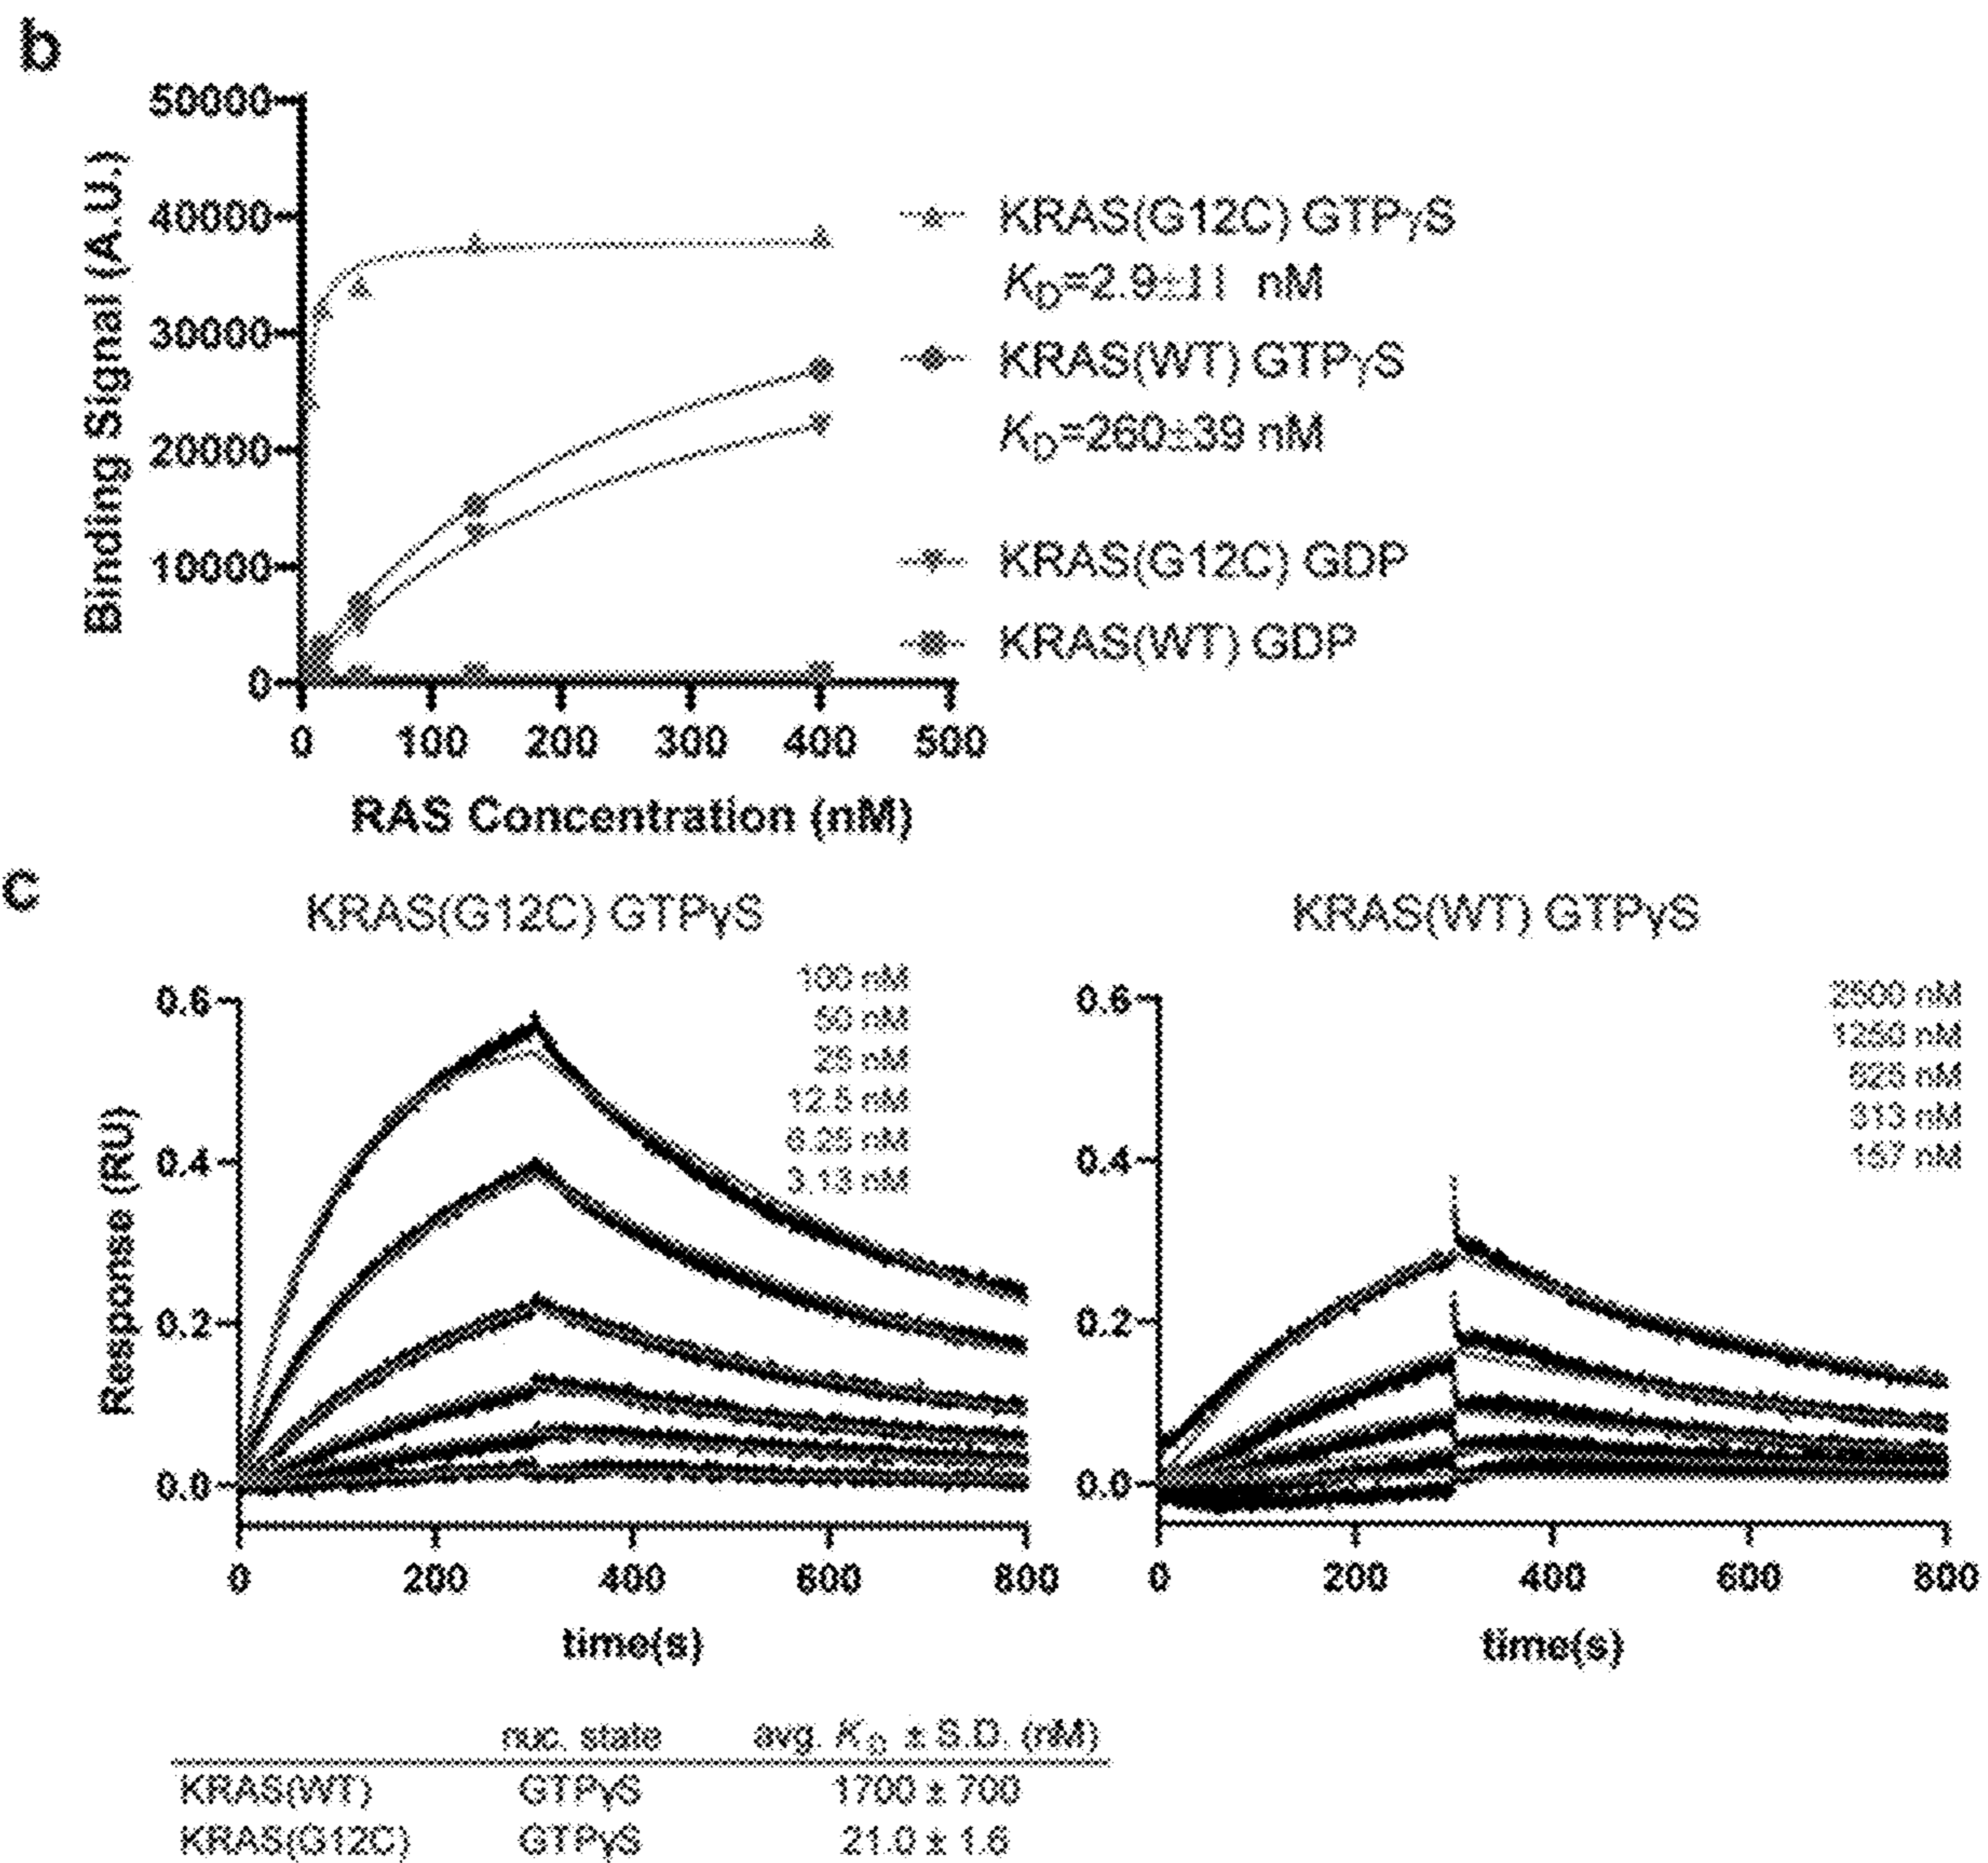 b
50000
40000
30000
20000
10000
0
Binding Signal (A.U.)
0 100 200 300 400 500
RAS Concentration (nM)
KRAS(G12C) GTPγS
KD=2.9±11 nM
KRAS(WT) GTPγS
KD=260±39 nM
KRAS(G12C) GDP
KRAS(WT) GDP
c
KRAS(G12C) GTPγS
100 nM
50 nM
25 nM
12.5 nM
6.25 nM
3.13 nM
0.6
0.4
0.2
0.0
Response (RU)
0 200 400 600 800
time(s)
KRAS(WT) GTPγS
2500 nM
1250 nM
625 nM
313 nM
157 nM
0.6
0.4
0.2
0.0
0 200 400 600 800
time(s)
nuc. state avg. KD ± S.D. (nM)
KRAS(WT) GTPγS 1700 ± 700
KRAS(G12C) GTPγS 21.0 ± 1.6